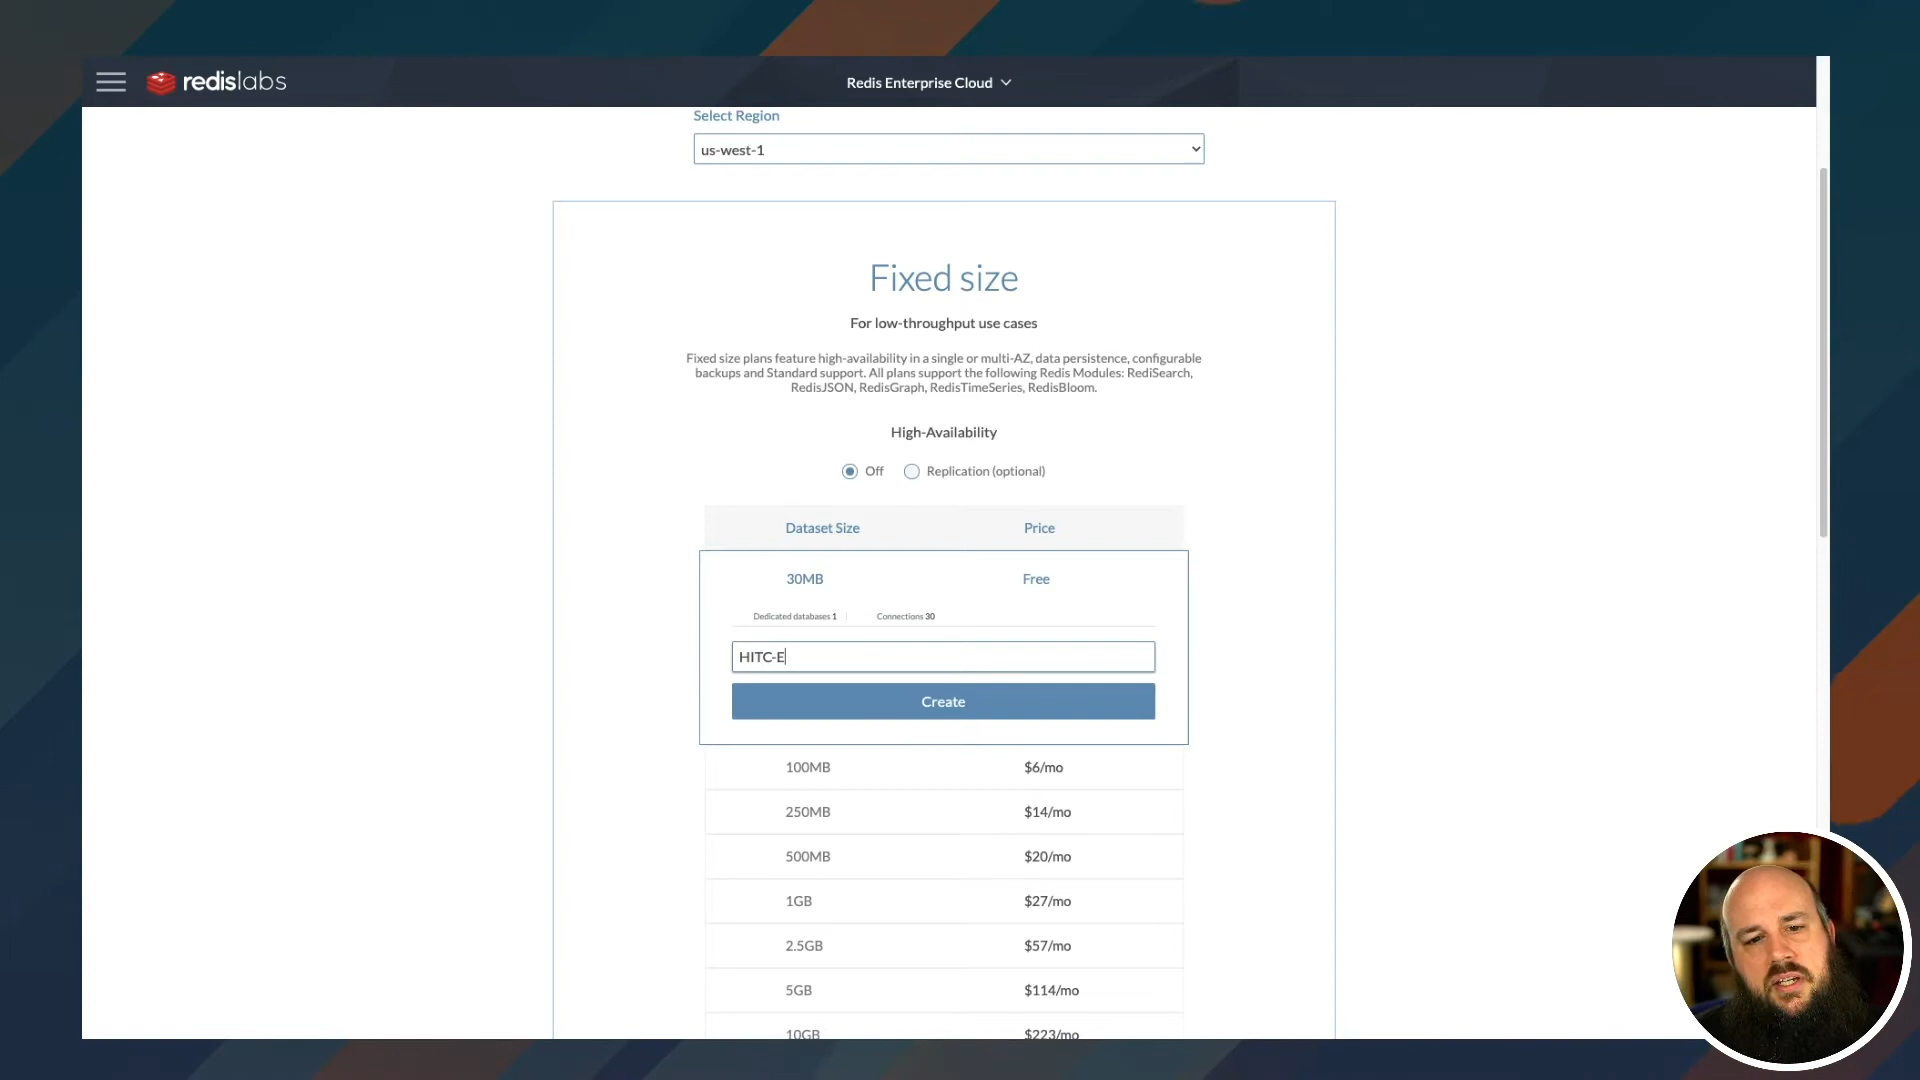 redislabs
Redis Enterprise Cloud
Select Region
us-west-1
Fixed size
For low-throughput use cases
Fixed size plans feature high-availability in a single or multi-AZ, data persistence, configurable
backups and Standard support. All plans support the following Redis Modules: RediSearch,
RedisJSON, RedisGraph, RedisTimeSeries, RedisBloom.
High-Availability
Off Replication (optional)
Dataset Size Price
30MB Free
Dedicated databases 1 Connections 30
HITC-E
Create
100MB $6/mo
250MB $14/mo
500MB $20/mo
1GB $27/mo
2.5GB $57/mo
5GB $114/mo
10GB $223/mo